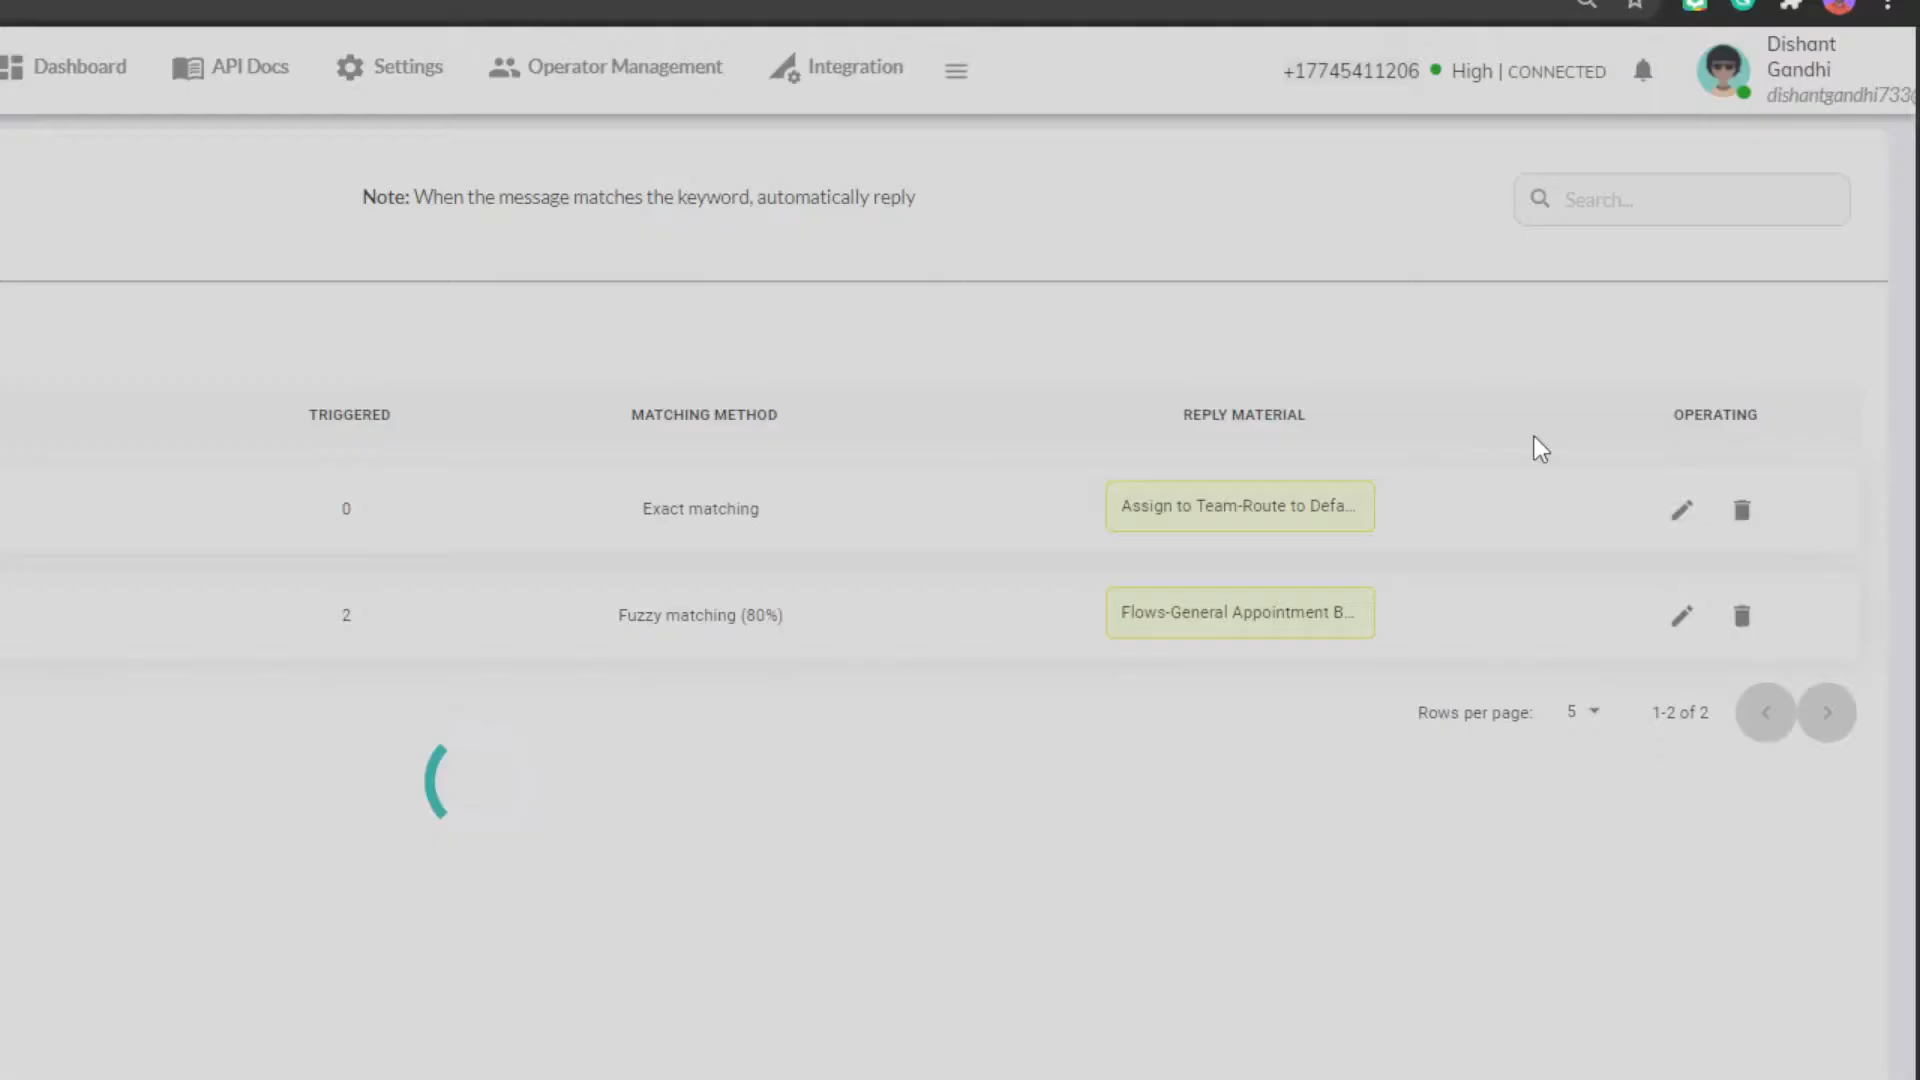 Dashboard API Docs Settings Operator Management Integration +17745411206 High | CONNECTED
Dishant
Gandhi
dishantgandhi733
Note: When the message matches the keyword, automatically reply
Search...
TRIGGERED MATCHING METHOD REPLY MATERIAL OPERATING
0 Exact matching Assign to Team-Route to Defa...
2 Fuzzy matching (80%) Flows-General Appointment B...
Rows per page: 5 1-2 of 2